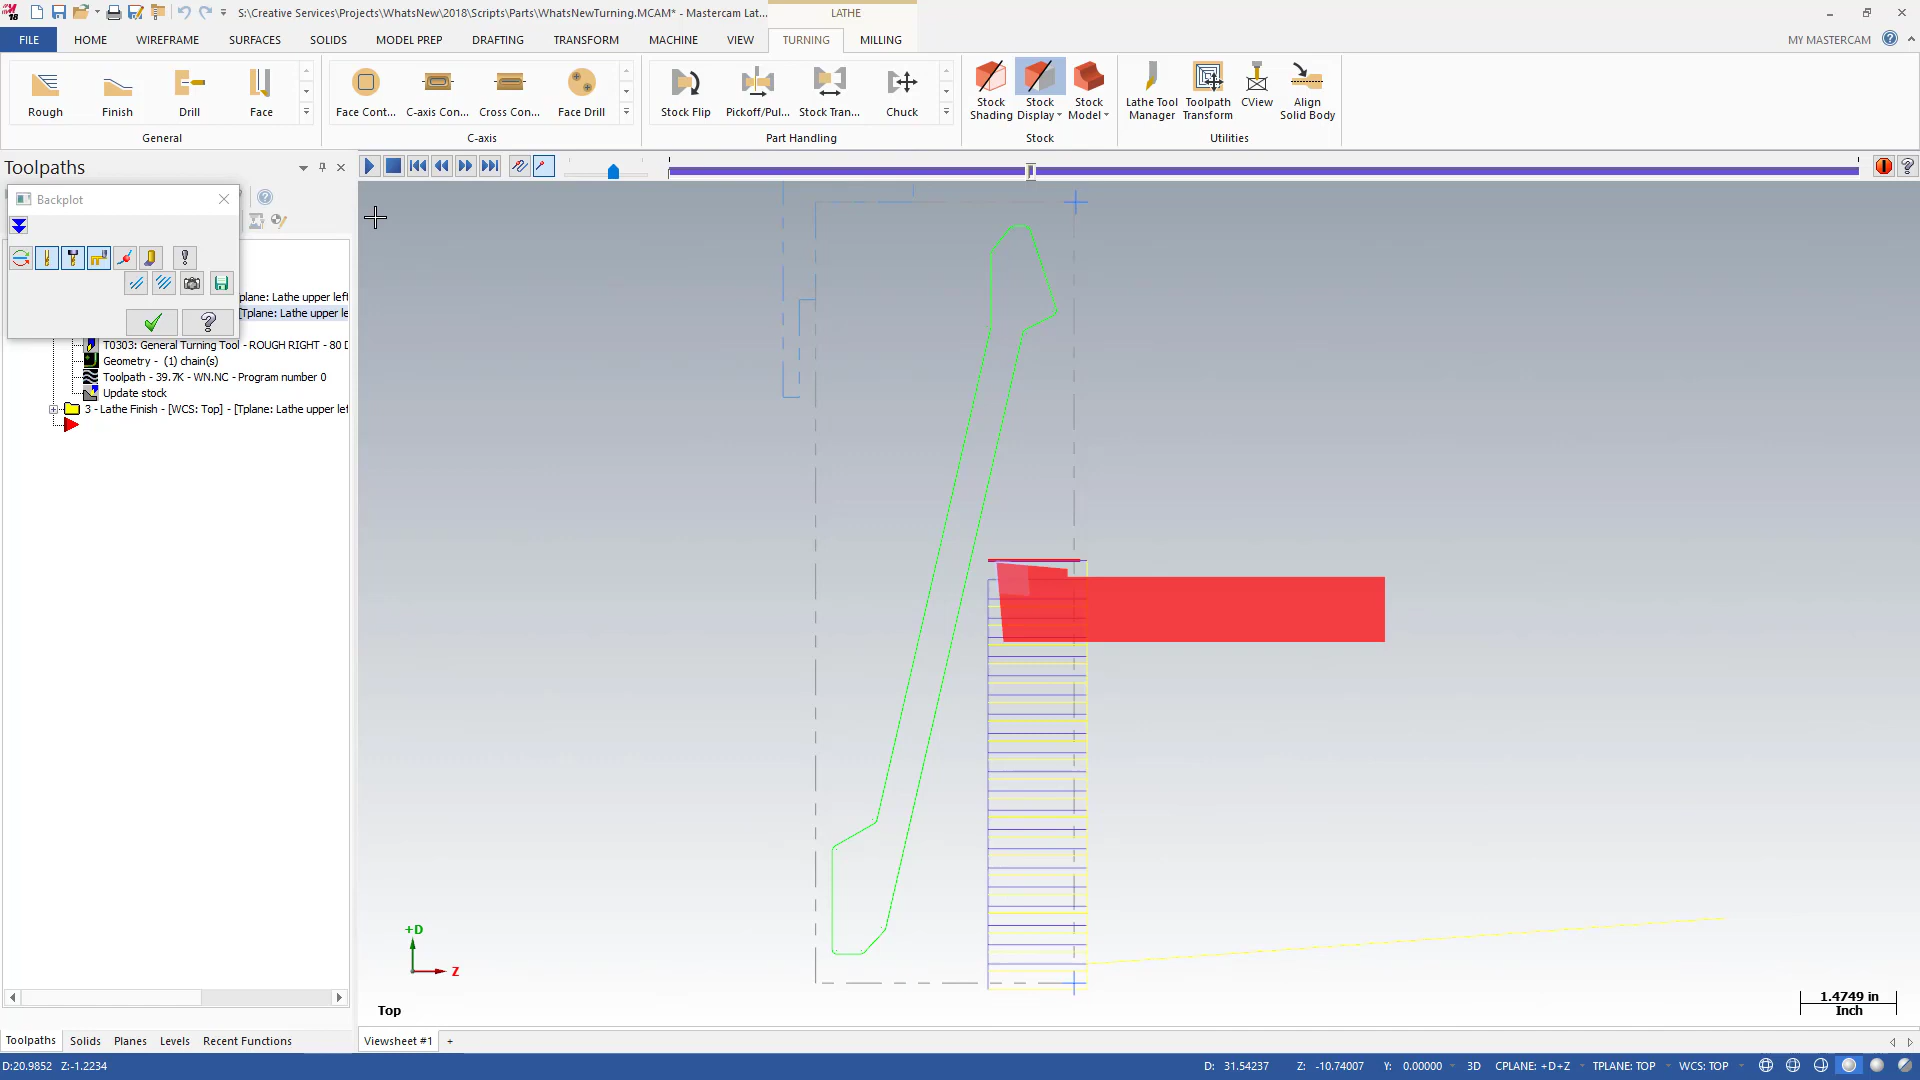 S:\Creative Services\Projects\WhatsNew\2018\Scripts\Parts\WhatsNewTurning.MCAM* - Mastercam Lat...
LATHE
FILE HOME WIREFRAME SURFACES SOLIDS MODEL PREP DRAFTING TRANSFORM MACHINE VIEW TURNING MILLING MY MASTERCAM
Rough Finish Drill Face
General
Face Cont... C-axis Con... Cross Con... Face Drill
C-axis
Stock Flip Pickoff/Pul... Stock Tran... Chuck
Part Handling
Stock Shading
Stock Display
Stock Model
Stock
Lathe Tool Manager
Toolpath Transform
CView
Align Solid Body
Utilities
Toolpaths
Backplot
plane: Lathe upper left
[Tplane: Lathe upper le
T0303: General Turning Tool - ROUGH RIGHT - 80 D
Geometry - (1) chain(s)
Toolpath - 39.7K - WN.NC - Program number 0
Update stock
3 - Lathe Finish - [WCS: Top] - [Tplane: Lathe upper lef
+D
Z
Top
1.4749 in
Inch
Toolpaths Solids Planes Levels Recent Functions
Viewsheet #1 +
D:20.9852 Z:-1.2234
D: 31.54237 Z: -10.74007 Y: 0.00000 3D CPLANE: +D+Z TPLANE: TOP WCS: TOP